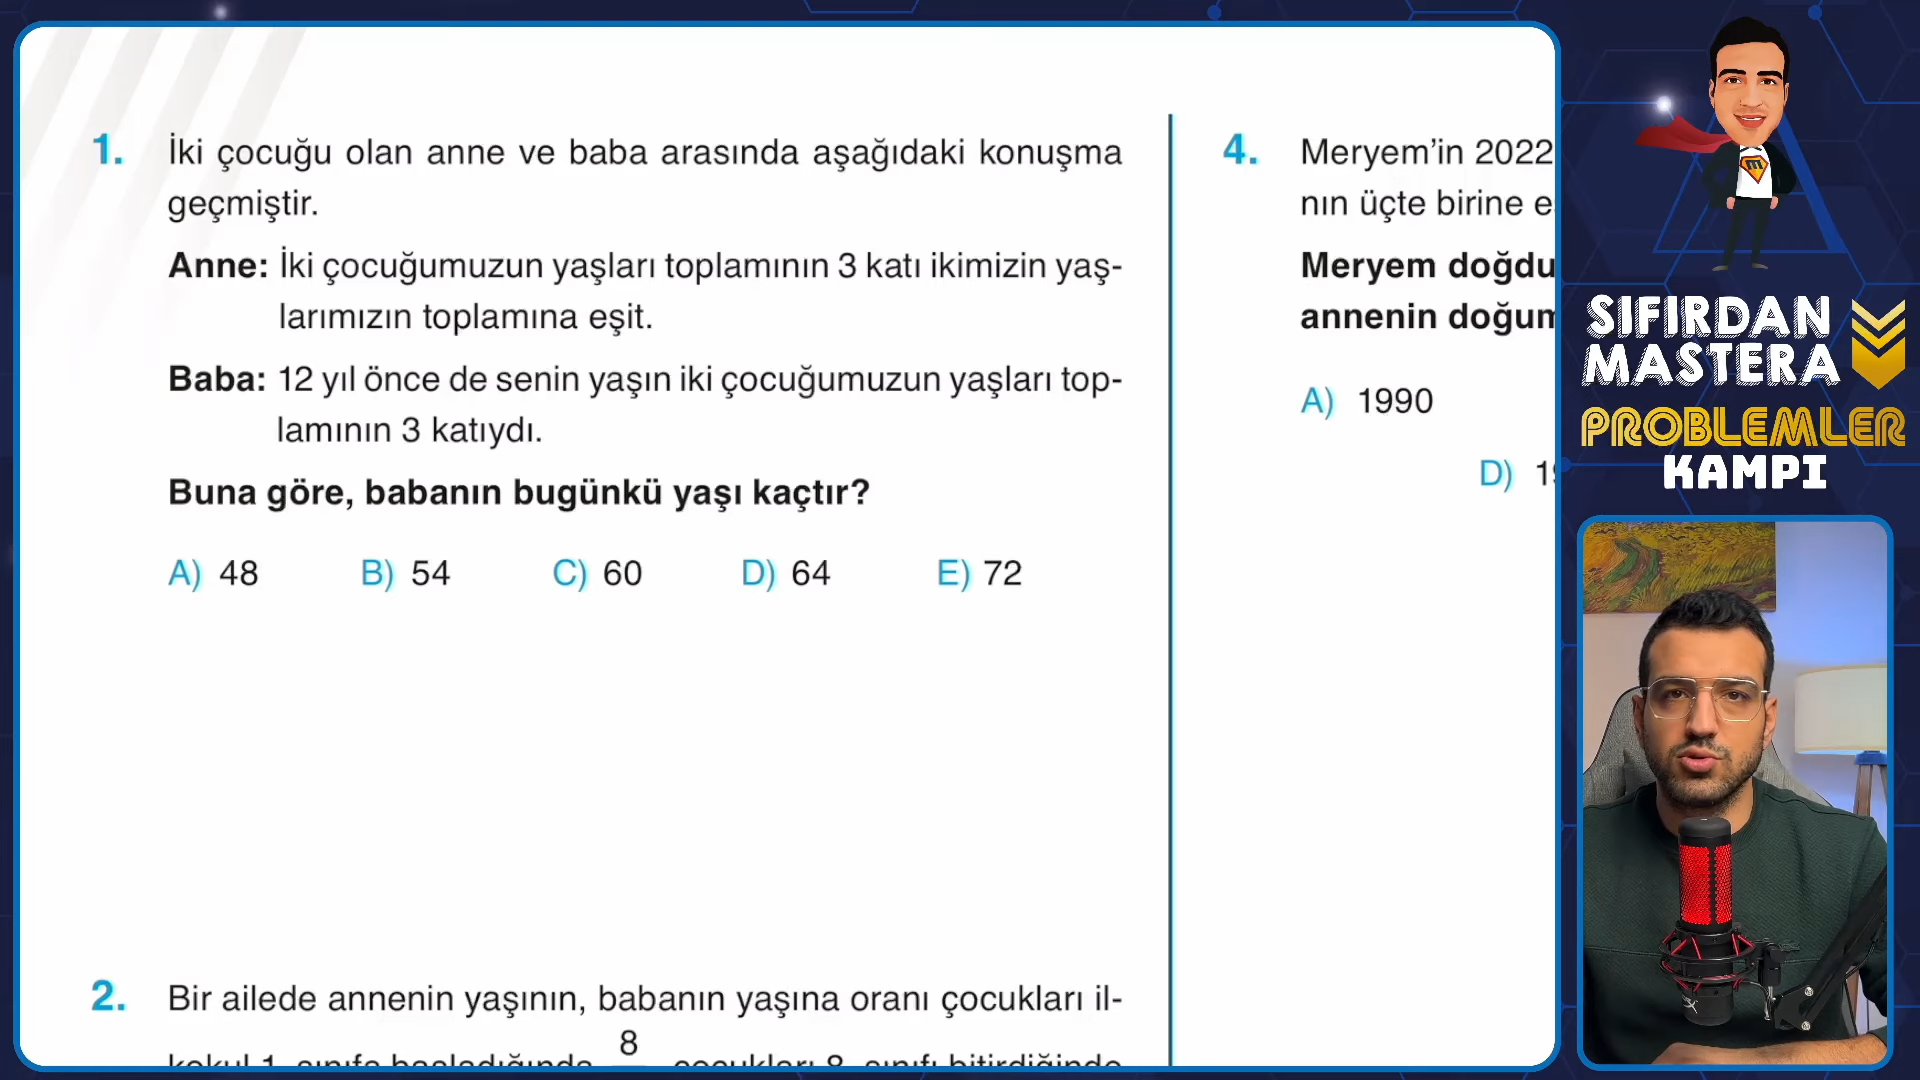 1. İki çocuğu olan anne ve baba arasında aşağıdaki konuşma
geçmiştir.
Anne: İki çocuğumuzun yaşları toplamının 3 katı ikimizin yaş-
larımızın toplamına eşit.
Baba: 12 yıl önce de senin yaşın iki çocuğumuzun yaşları top-
lamının 3 katıydı.
Buna göre, babanın bugünkü yaşı kaçtır?
A) 48 B) 54 C) 60 D) 64 E) 72
2. Bir ailede annenin yaşının, babanın yaşına oranı çocukları il-
8
4. Meryem’in 2022
nın üçte birine
Meryem doğdu
annenin doğum
A) 1990
D)
SIFIRDAN
MASTERA
PROBLEMLER
KAMPI